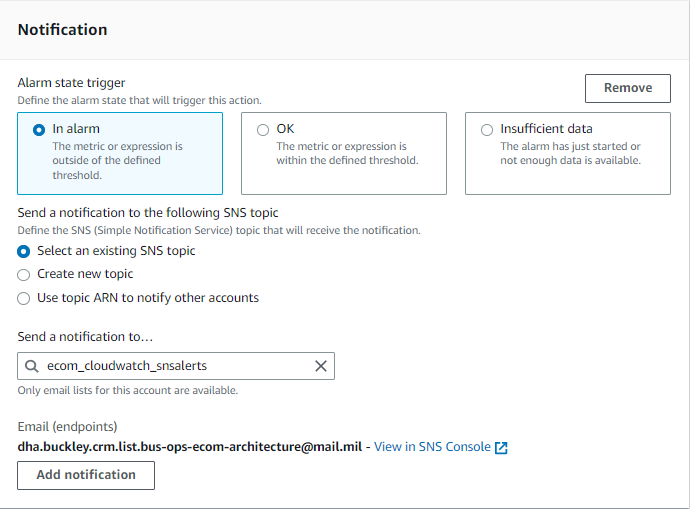 Notification
Alarm state trigger
Define the alarm state that will trigger this action.
Remove
In alarm
The metric or expression is
outside of the defined
threshold.
OK
The metric or expression is
within the defined threshold.
Insufficient data
The alarm has just started or
not enough data is available.
Send a notification to the following SNS topic
Define the SNS (Simple Notification Service) topic that will receive the notification.
Select an existing SNS topic
Create new topic
Use topic ARN to notify other accounts
Send a notification to…
ecom_cloudwatch_snsalerts
Only email lists for this account are available.
Email (endpoints)
dha.buckley.crm.list.bus-ops-ecom-architecture@mail.mil - View in SNS Console
Add notification